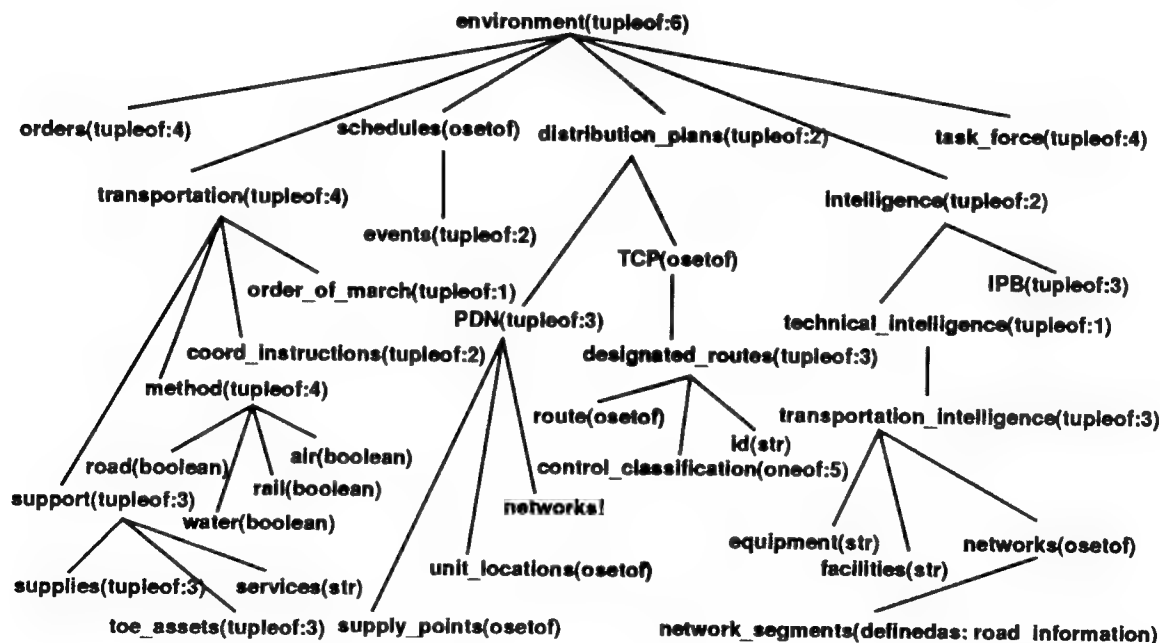 environment(tupleof:6)
orders(tupleof:4)
schedules(osetof)
distribution_plans(tupleof:2)
task_force(tupleof:4)
transportation(tupleof:4)
intelligence(tupleof:2)
events(tupleof:2)
TCP(osetof)
order_of_march(tupleof:1)
IPB(tupleof:3)
PDN(tupleof:3)
technical_intelligence(tupleof:1)
coord_instructions(tupleof:2)
designated_routes(tupleof:3)
method(tupleof:4)
route(osetof)
transportation_intelligence(tupleof:3)
id(str)
road(boolean)
air(boolean)
control_classification(oneof:5)
support(tupleof:3)
rail(boolean)
networks!
water(boolean)
equipment(str)
networks(osetof)
unit_locations(osetof)
facilities(str)
supplies(tupleof:3)
services(str)
toe_assets(tupleof:3)
supply_points(osetof)
network_segments(definedas: road_information)